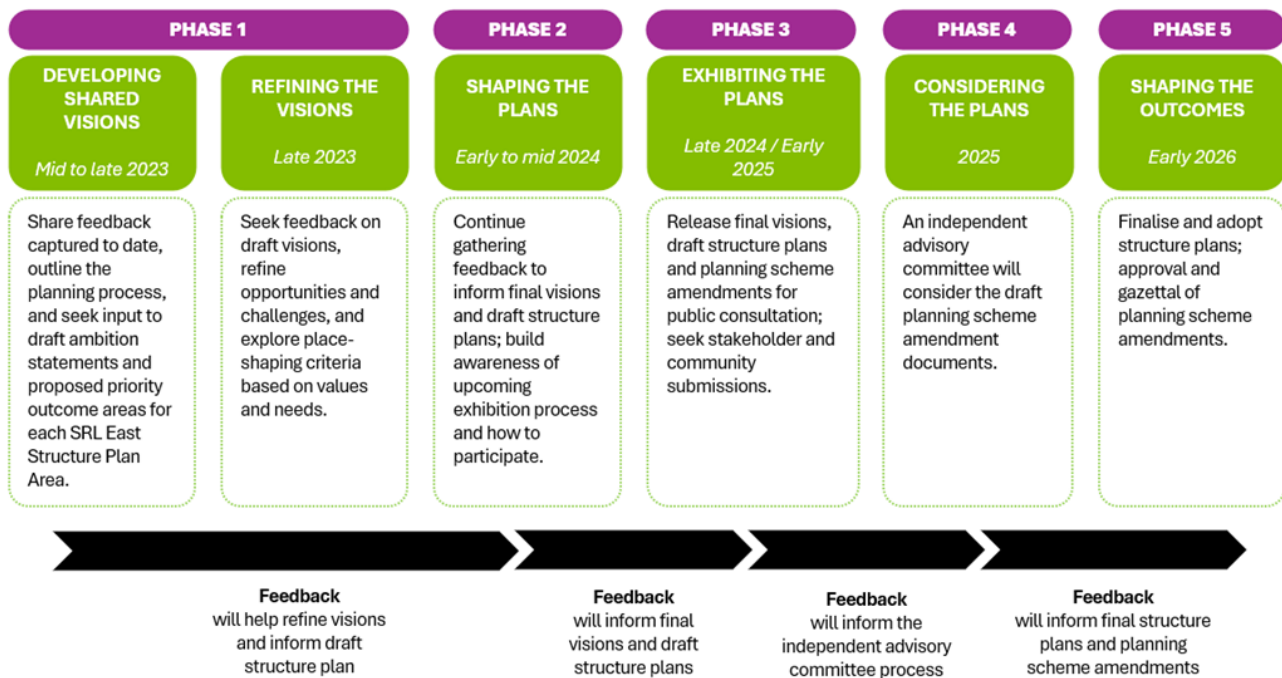 PHASE 1
DEVELOPING
SHARED
VISIONS
Mid to late 2023
Share feedback
captured to date,
outline the
planning process,
and seek input to
draft ambition
statements and
proposed priority
outcome areas for
each SRL East
Structure Plan
Area.
REFINING THE
VISIONS
Late 2023
Seek feedback on
draft visions,
refine
opportunities and
challenges, and
explore place-
shaping criteria
based on values
and needs.
PHASE 2
SHAPING THE
PLANS
Early to mid 2024
Continue
gathering
feedback to
inform final visions
and draft structure
plans; build
awareness of
upcoming
exhibition process
and how to
participate.
PHASE 3
EXHIBITING THE
PLANS
Late 2024 / Early
2025
Release final visions,
draft structure plans
and planning scheme
amendments for
public consultation;
seek stakeholder and
community
submissions.
PHASE 4
CONSIDERING
THE PLANS
2025
An independent
advisory
committee will
consider the draft
planning scheme
amendment
documents.
PHASE 5
SHAPING THE
OUTCOMES
Early 2026
Finalise and adopt
structure plans;
approval and
gazettal of
planning scheme
amendments.
Feedback
will help refine visions
and inform draft
structure plan
Feedback
will inform final
visions and draft
structure plans
Feedback
will inform the
independent advisory
committee process
Feedback
will inform final structure
plans and planning
scheme amendments